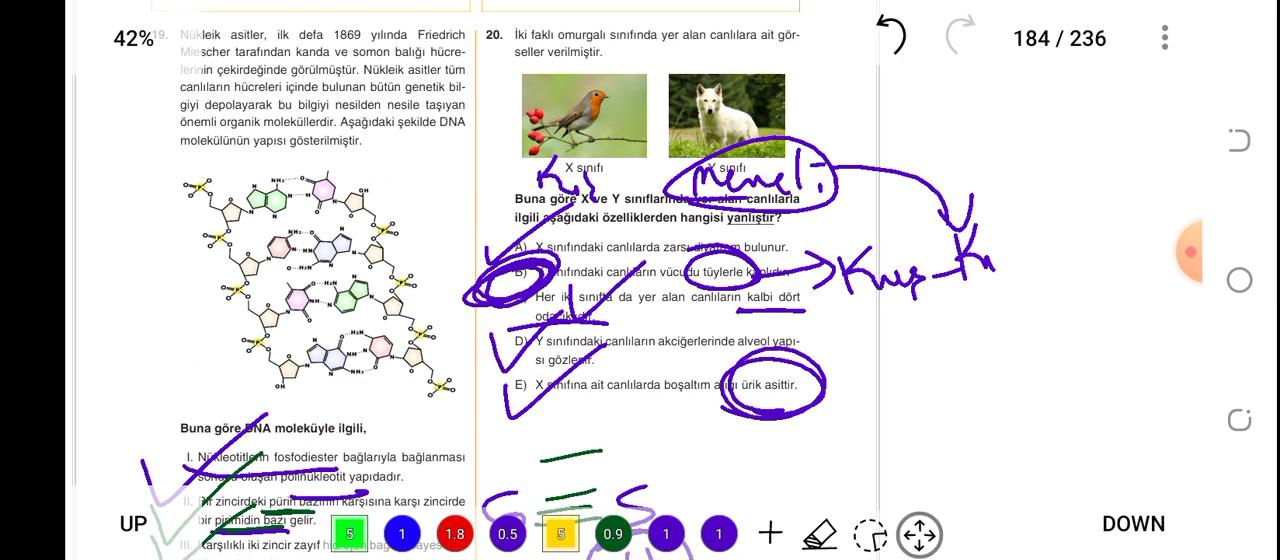 42%
184 / 236
19. Nükleik asitler, ilk defa 1869 yılında Friedrich
Miescher tarafından kanda ve somon balığı hücre-
lerinin çekirdeğinde görülmüştür. Nükleik asitler tüm
canlıların hücreleri içinde bulunan bütün genetik bil-
giyi depolayarak bu bilgiyi nesilden nesile taşıyan
önemli organik moleküllerdir. Aşağıdaki şekilde DNA
molekülünün yapısı gösterilmiştir.
Buna göre DNA moleküyle ilgili,
I. Nükleotitlerin fosfodiester bağlarıyla bağlanması
sonucu oluşan polinükleotit yapıdadır.
II. Bir zincirdeki pürin bazının karşısına karşı zincirde
bir pirimidin bazı gelir.
III. Karşılıklı iki zincir zayıf
20. İki faklı omurgalı sınıfında yer alan canlılara ait gör-
seller verilmiştir.
X sınıfı
Y sınıfı
Kuş
memeli
Buna göre X ve Y sınıflarında yer alan canlılarla
ilgili aşağıdaki özelliklerden hangisi yanlıştır?
A) X sınıfındaki canlılarda zarsı diyafram bulunur.
B) sınıfındaki canlıların vücudu tüylerle kaplıdır.
Her iki sınıfta da yer alan canlıların kalbi dört
odacıklıdır.
D) Y sınıfındaki canlıların akciğerlerinde alveol yapı-
sı gözlenir.
E) X sınıfına ait canlılarda boşaltım atığı ürik asittir.
Kuş
UP
5
1
1.8
0.5
5
0.9
1
1
DOWN